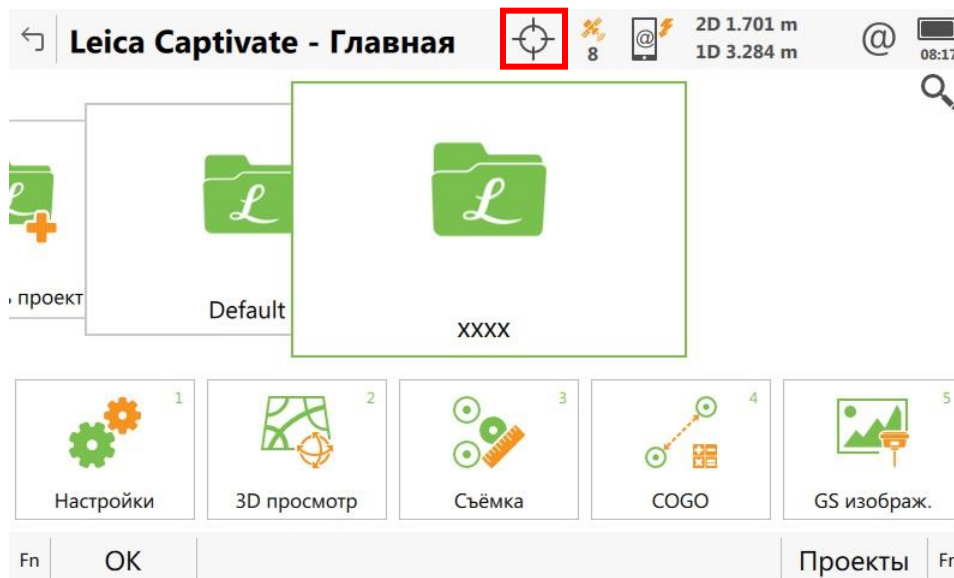 Leica Captivate - Главная
8
@
2D 1.701 m
1D 3.284 m
@
08:17
проект
Default
xxxx
1
Настройки
2
3D просмотр
3
Съёмка
4
COGO
5
GS изображ.
Fn
OK
Проекты